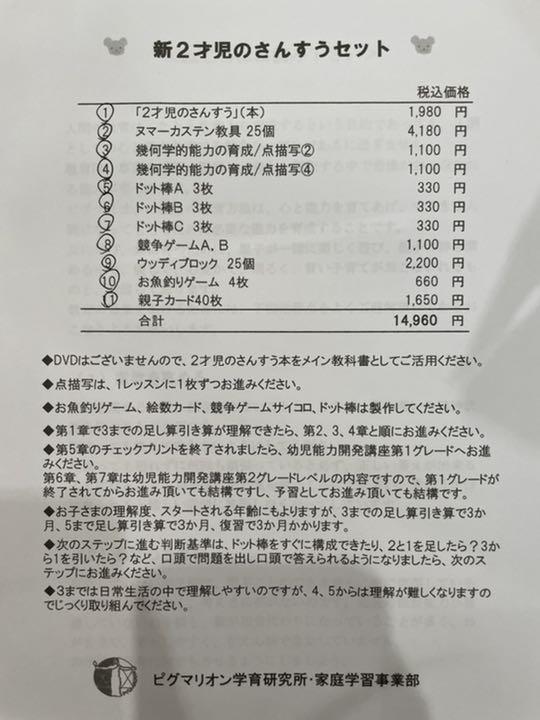 新２才児のさんすうセット
税込価格
① 「2才児のさんすう」(本) 1,980 円
② ヌマーカステン教具 25個 4,180 円
③ 幾何学的能力の育成/点描写② 1,100 円
④ 幾何学的能力の育成/点描写④ 1,100 円
⑤ ドット棒A 3枚 330 円
⑥ ドット棒B 3枚 330 円
⑦ ドット棒C 3枚 330 円
⑧ 競争ゲームA，B 1,100 円
⑨ ウッディブロック 25個 2,200 円
⑩ お魚釣りゲーム 4枚 660 円
⑪ 親子カード40枚 1,650 円
合計 14,960 円
◆DVDはございませんので、2才児のさんすう本をメイン教科書としてご活用ください。
◆点描写は、1レッスンに1枚ずつお進みください。
◆お魚釣りゲーム、絵数カード、競争ゲームサイコロ、ドット棒は製作してください。
◆第1章で3までの足し算引き算が理解できたら、第2、3、4章と順にお進みください。
◆第5章のチェックプリントを終了されましたら、幼児能力開発講座第1グレードへお進
みください。
第6章、第7章は幼児能力開発講座第2グレードレベルの内容ですので、第1グレードが
終了されてからお進み頂いても結構ですし、予習としてお進み頂いても結構です。
◆お子さまの理解度、スタートされる年齢にもよりますが、3までの足し算引き算で3か
月、5まで足し算引き算で3か月、復習で3か月かかります。
◆次のステップに進む判断基準は、ドット棒をすぐに構成できたり、2と1を足したら？3か
ら1を引いたら？など、口頭で問題を出し口頭で答えられるようになりましたら、次のス
テップにお進みください。
◆3までは日常生活の中で理解しやすいのですが、4、5からは理解が難しくなりますの
でじっくり取り組んでください。
ピグマリオン学育研究所・家庭学習事業部